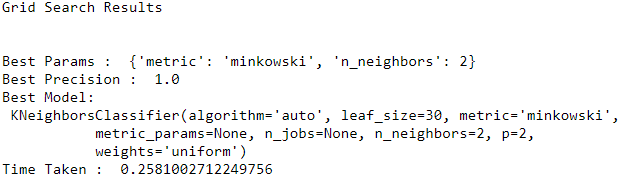 Grid Search Results
Best Params :  {'metric': 'minkowski', 'n_neighbors': 2}
Best Precision :  1.0
Best Model:
 KNeighborsClassifier(algorithm='auto', leaf_size=30, metric='minkowski',
           metric_params=None, n_jobs=None, n_neighbors=2, p=2,
           weights='uniform')
Time Taken :  0.2581002712249756